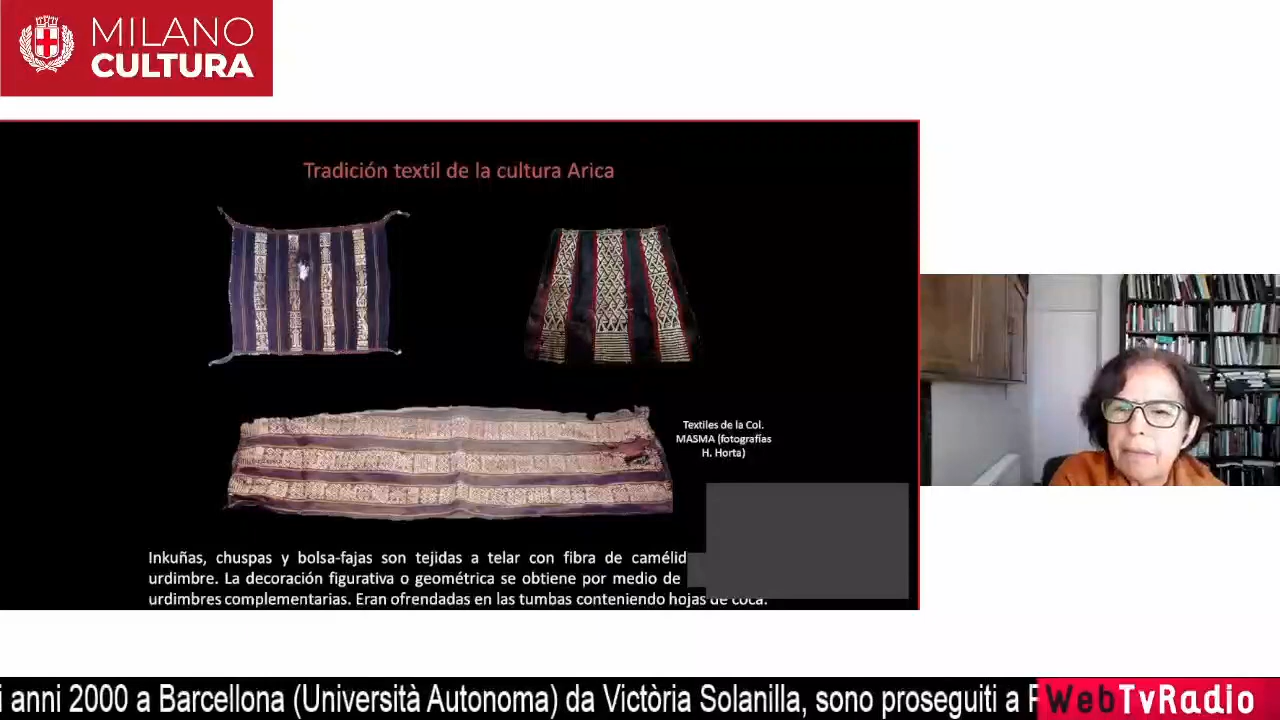 MILANO
CULTURA
Tradición textil de la cultura Arica
Textiles de la Col.
MASMA (fotografías
H. Horta)
Inkuñas, chuspas y bolsa-fajas son tejidas a telar con fibra de camélid
urdimbre. La decoración figurativa o geométrica se obtiene por medio de
urdimbres complementarias. Eran ofrendadas en las tumbas conteniendo hojas de coca.
i anni 2000 a Barcellona (Università Autonoma) da Victòria Solanilla, sono proseguiti a
WebTvRadio